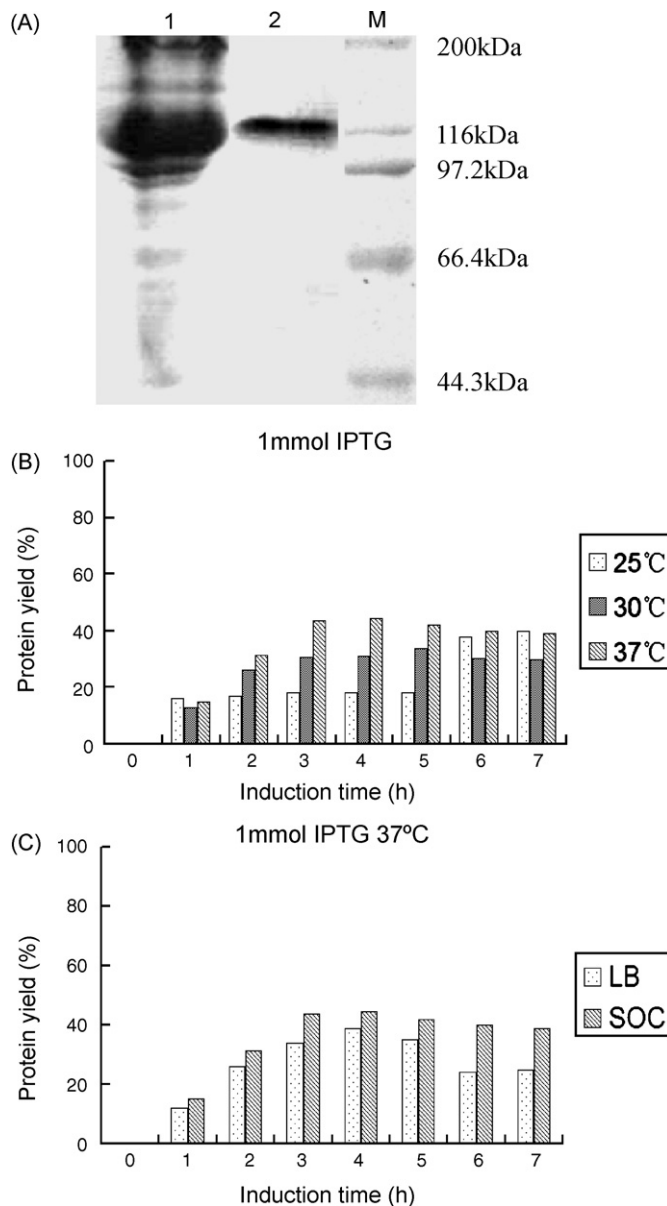 (A)
1 2 M
200kDa
116kDa
97.2kDa
66.4kDa
44.3kDa
(B)
1mmol IPTG
100
80
60
40
20
0
Protein yield (%)
0 1 2 3 4 5 6 7
Induction time (h)
25℃
30℃
37℃
(C)
1mmol IPTG 37ºC
100
80
60
40
20
0
Protein yield (%)
0 1 2 3 4 5 6 7
Induction time (h)
LB
SOC